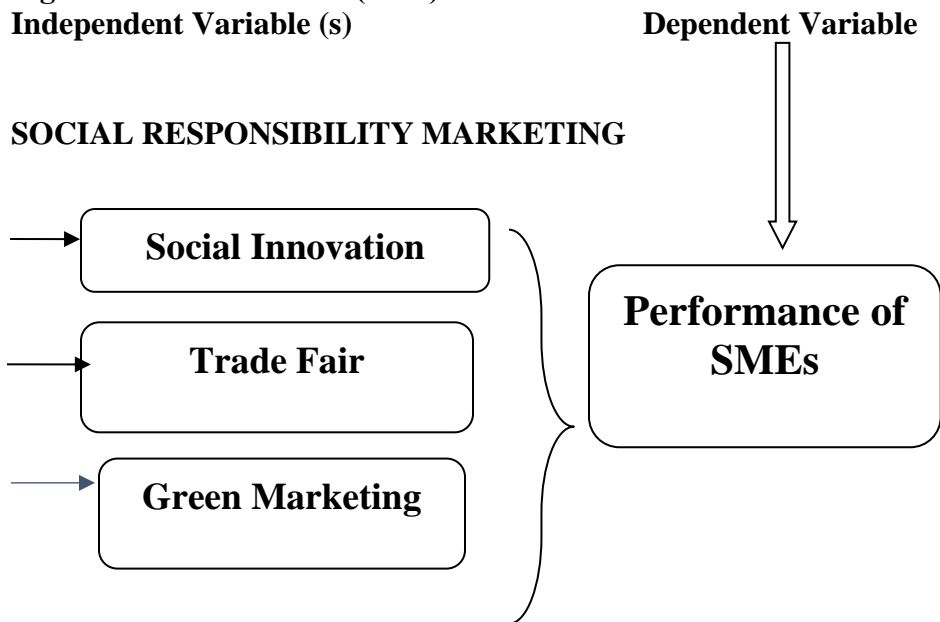 Independent Variable (s) Dependent Variable
SOCIAL RESPONSIBILITY MARKETING
Social Innovation
Trade Fair
Green Marketing
Performance of
SMEs